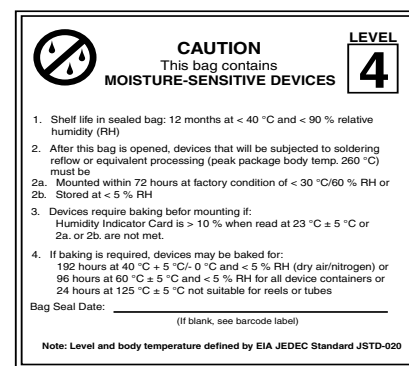 LEVEL
4
CAUTION
This bag contains
MOISTURE-SENSITIVE DEVICES
1. Shelf life in sealed bag: 12 months at < 40 °C and < 90 % relative
humidity (RH)
2. After this bag is opened, devices that will be subjected to soldering
reflow or equivalent processing (peak package body temp. 260 °C)
must be
2a. Mounted within 72 hours at factory condition of < 30 °C/60 % RH or
2b. Stored at < 5 % RH
3. Devices require baking befor mounting if:
Humidity Indicator Card is > 10 % when read at 23 °C ± 5 °C or
2a. or 2b. are not met.
4. If baking is required, devices may be baked for:
192 hours at 40 °C + 5 °C/- 0 °C and < 5 % RH (dry air/nitrogen) or
96 hours at 60 °C ± 5 °C and < 5 % RH for all device containers or
24 hours at 125 °C ± 5 °C not suitable for reels or tubes
Bag Seal Date:
(If blank, see barcode label)
Note: Level and body temperature defined by EIA JEDEC Standard JSTD-020